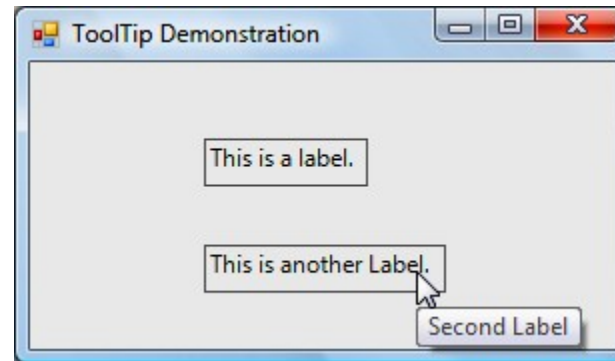 ToolTip Demonstration
This is a label.
This is another Label.
Second Label